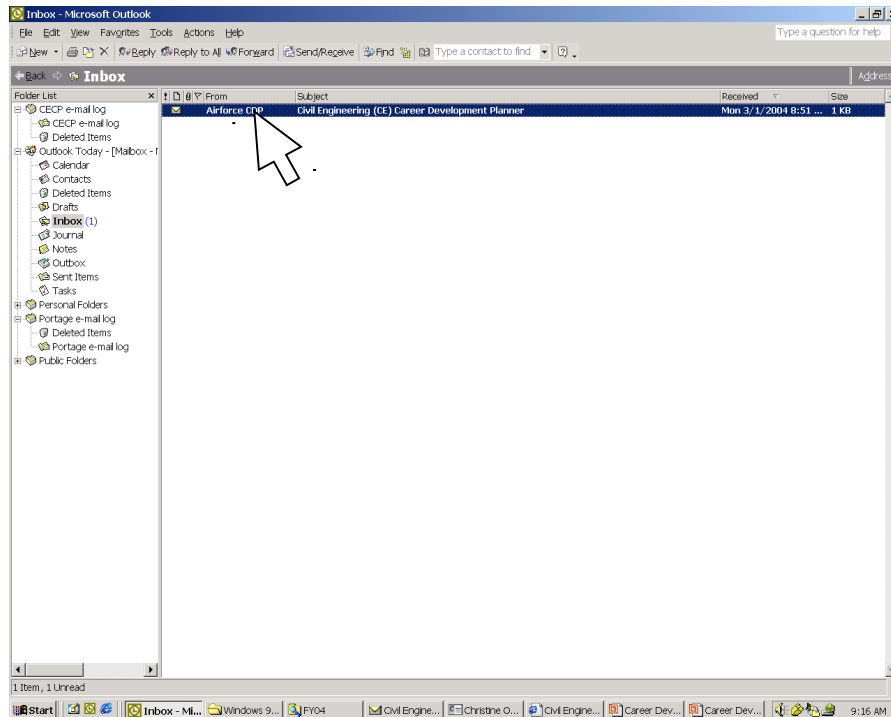 Inbox - Microsoft Outlook
File Edit View Favorites Tools Actions Help Type a question for help
New Reply Reply to All Forward Send/Receive Find Type a contact to find
Back Inbox Address
Folder List × ! From Subject Received Size
CECP e-mail log
Airforce CDP Civil Engineering (CE) Career Development Planner Mon 3/1/2004 8:51 ... 1 KB
CECP e-mail log
Deleted Items
Outlook Today - [Mailbox - 
Calendar
Contacts
Deleted Items
Drafts
Inbox (1)
Journal
Notes
Outbox
Sent Items
Tasks
Personal Folders
Portage e-mail log
Deleted Items
Portage e-mail log
Public Folders
1 Item, 1 Unread
Start Inbox - Mi... Windows 9... FY04 Civil Engine... Christine O... Civil Engine... Career Dev... Career Dev... 9:16 AM